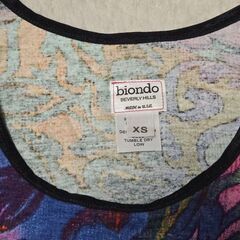 biondo
BEVERLY HILLS
MADE IN U.S.A.
XS
TUMBLE DRY
LOW